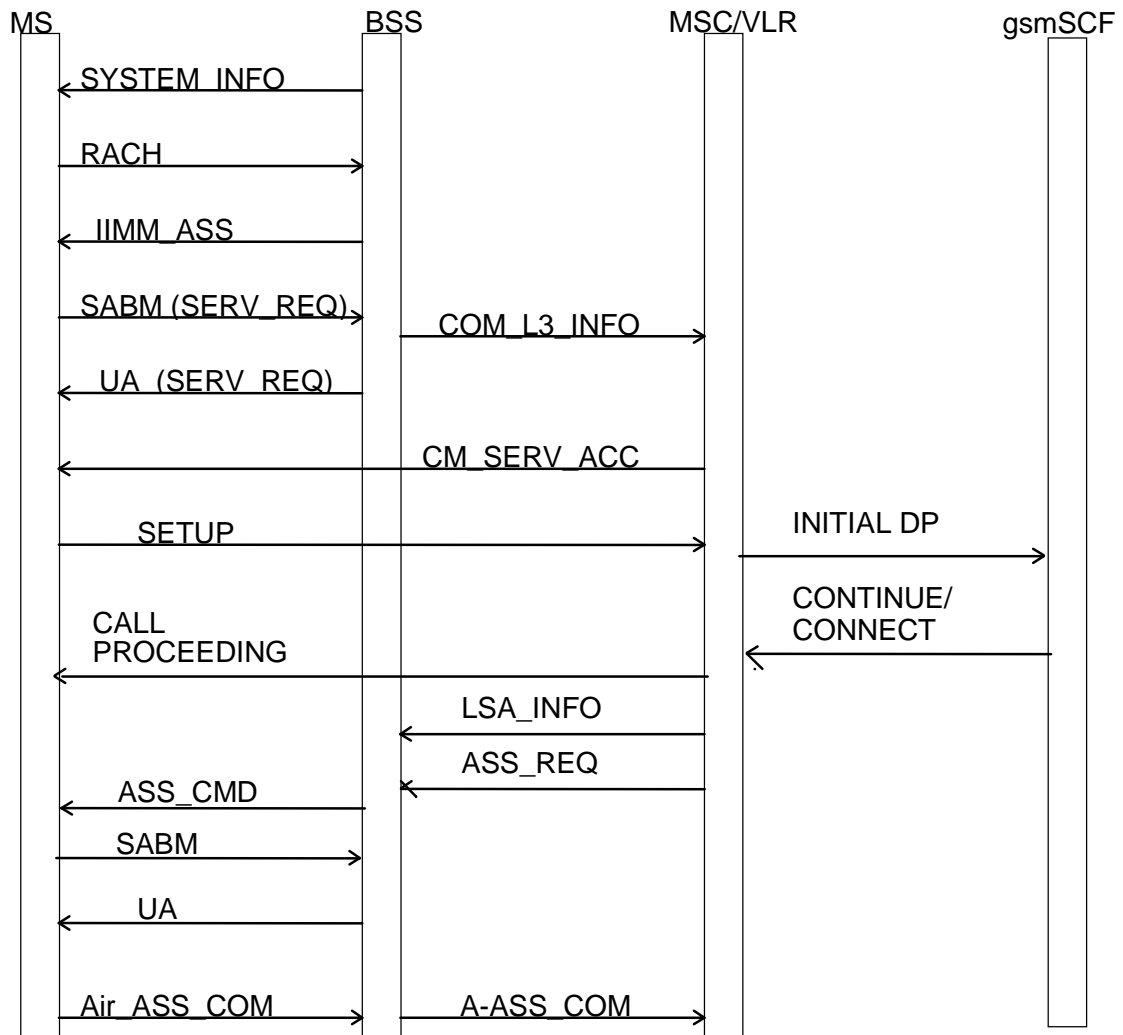 MS BSS MSC/VLR gsmSCF
SYSTEM_INFO
RACH
IIMM_ASS
SABM (SERV_REQ)
COM_L3_INFO
UA (SERV_REQ)
CM_SERV_ACC
SETUP
INITIAL DP
CONTINUE/
CONNECT
CALL
PROCEEDING
LSA_INFO
ASS_REQ
ASS_CMD
SABM
UA
Air_ASS_COM A-ASS_COM